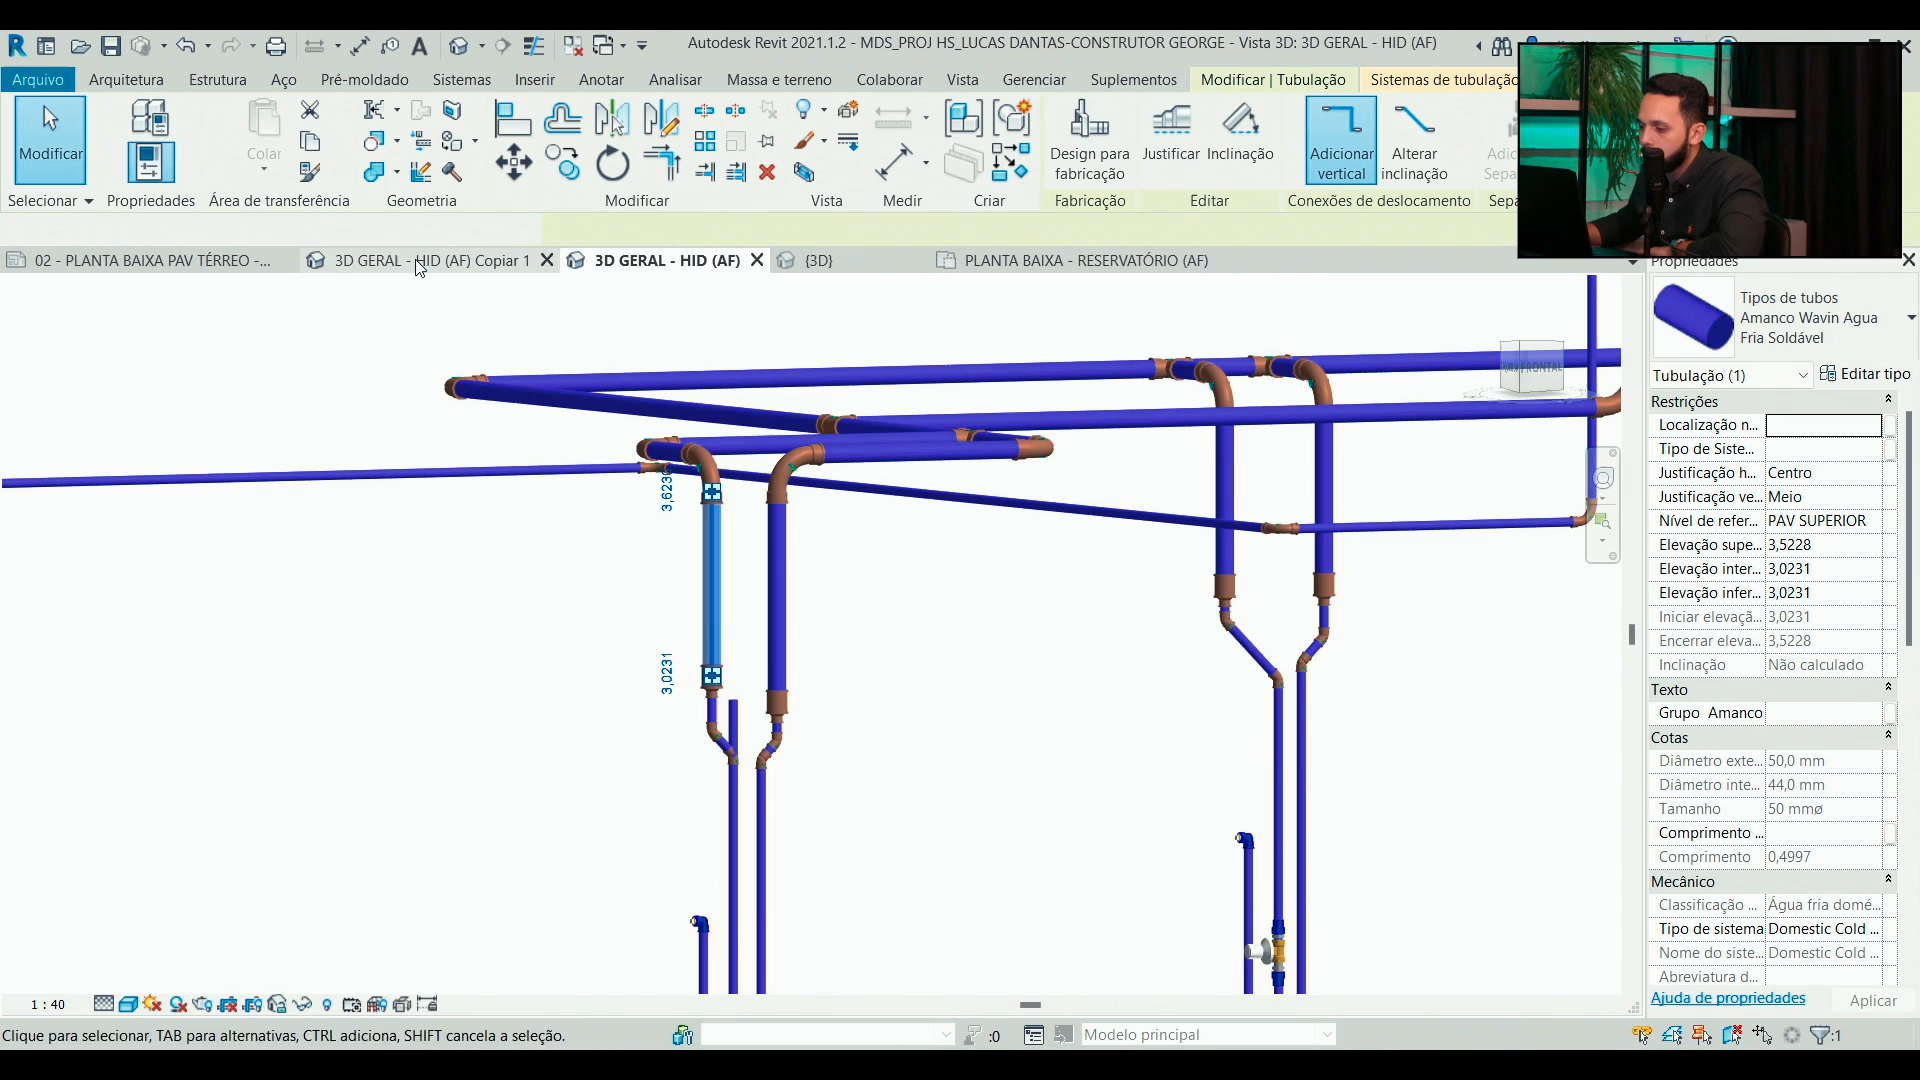 Autodesk Revit 2021.1.2 - MDS_PROJ HS_LUCAS DANTAS-CONSTRUTOR GEORGE - Vista 3D: 3D GERAL - HID (AF)
Arquivo Arquitetura Estrutura Aço Pré-moldado Sistemas Inserir Anotar Analisar Massa e terreno Colaborar Vista Gerenciar Suplementos Modificar | Tubulação Sistemas de tubulação
Modificar Colar Design para fabricação Justificar Inclinação Adicionar vertical Alterar inclinação
Selecionar Propriedades Área de transferência Geometria Modificar Vista Medir Criar Fabricação Editar Conexões de deslocamento
02 - PLANTA BAIXA PAV TÉRREO -... 3D GERAL - HID (AF) Copiar 1 3D GERAL - HID (AF) {3D} PLANTA BAIXA - RESERVATÓRIO (AF)
Propriedades
Tipos de tubos
Amanco Wavin Agua
Fria Soldável
Tubulação (1) Editar tipo
Restrições
Localização n...
Tipo de Siste...
Justificação h... Centro
Justificação ve... Meio
Nível de refer... PAV SUPERIOR
Elevação supe... 3,5228
Elevação inter... 3,0231
Elevação infer... 3,0231
Iniciar elevaçã... 3,0231
Encerrar eleva... 3,5228
Inclinação Não calculado
Texto
Grupo Amanco
Cotas
Diâmetro exte... 50,0 mm
Diâmetro inte... 44,0 mm
Tamanho 50 mmø
Comprimento ...
Comprimento 0,4997
Mecânico
Classificação ... Água fria domé...
Tipo de sistema Domestic Cold ...
Nome do siste... Domestic Cold ...
Abreviatura d...
Ajuda de propriedades Aplicar
FRONTAL
3,0231
1 : 40
Clique para selecionar, TAB para alternativas, CTRL adiciona, SHIFT cancela a seleção.
:0
Modelo principal
:1